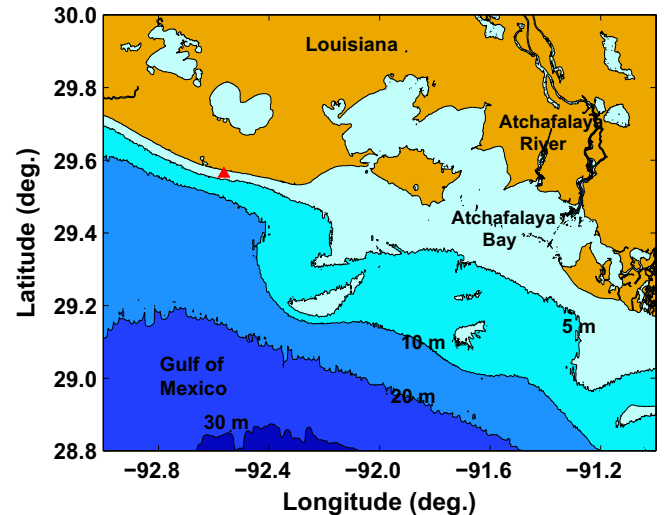 30.0
29.8
29.6
29.4
29.2
29.0
28.8
Latitude (deg.)
Louisiana
Atchafalaya
River
Atchafalaya
Bay
5 m
10 m
20 m
30 m
Gulf of
Mexico
−92.8 −92.4 −92.0 −91.6 −91.2
Longitude (deg.)